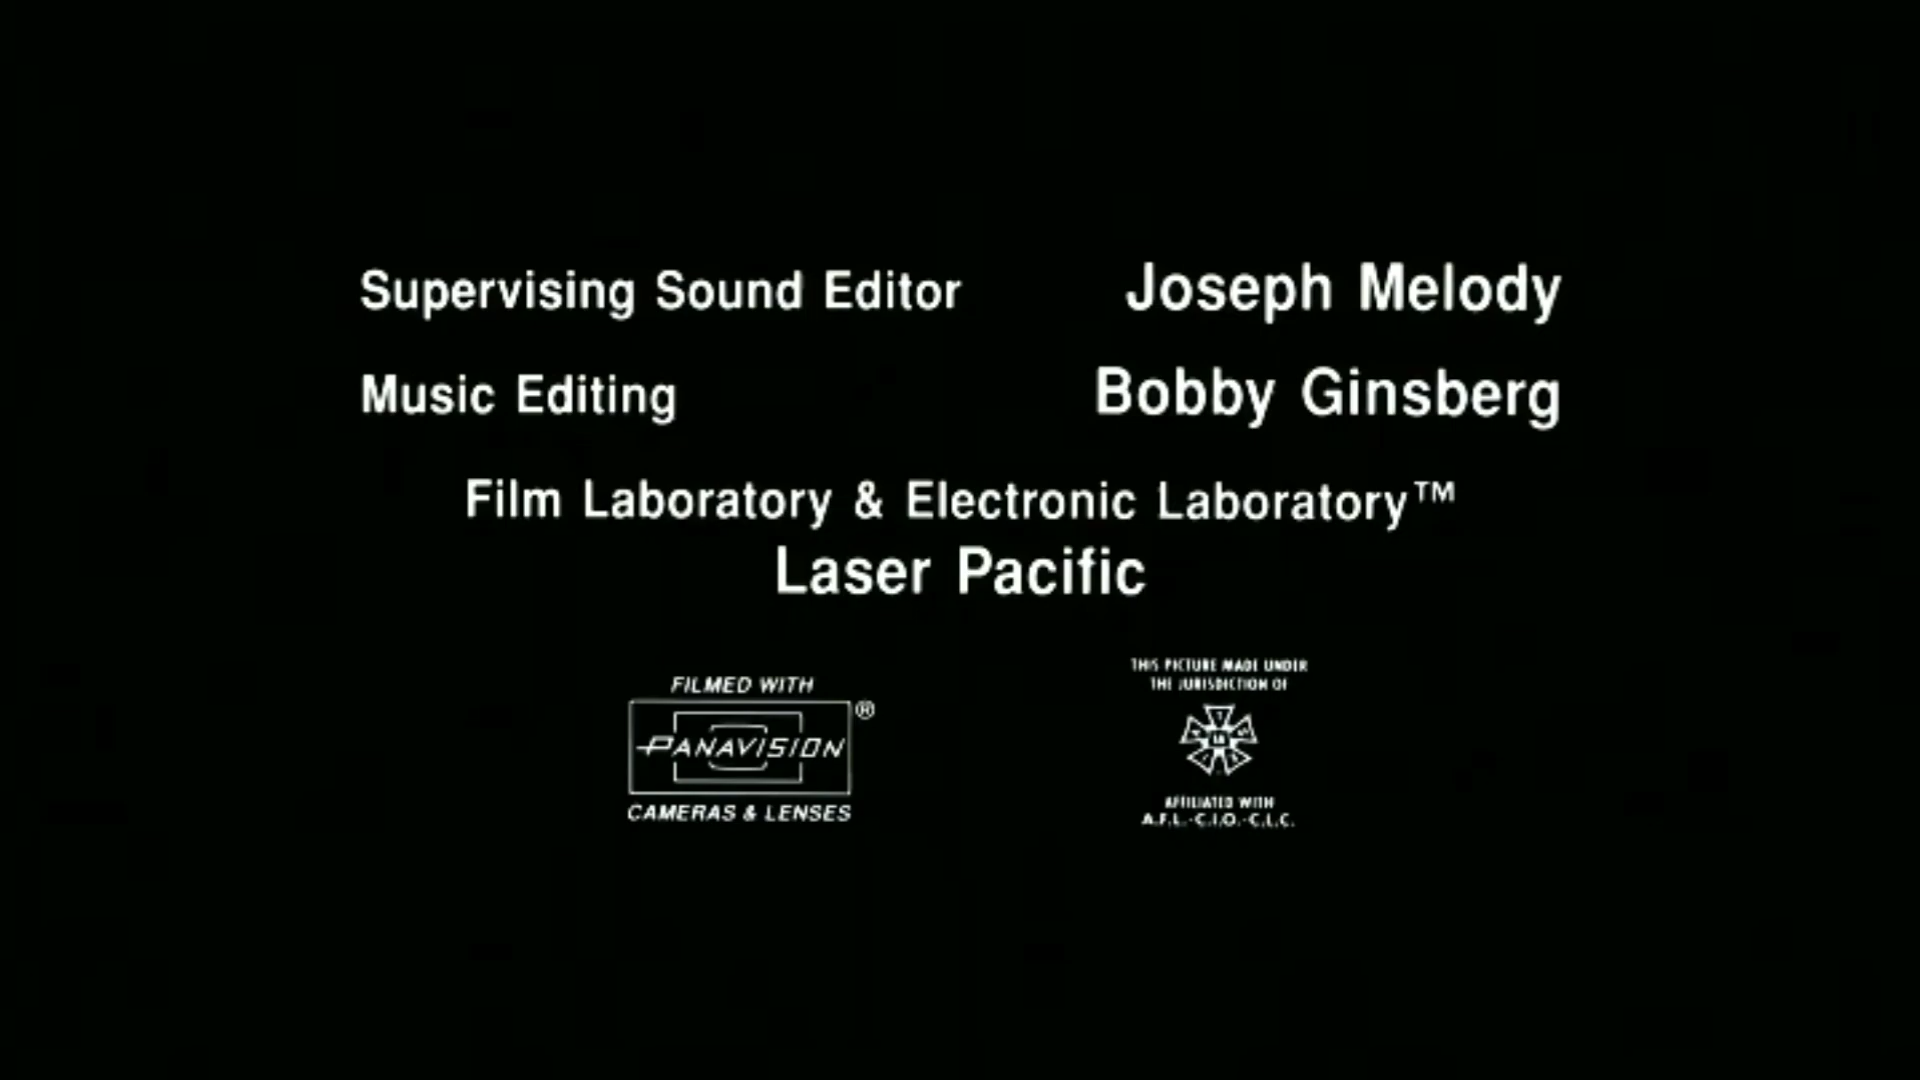 Supervising Sound Editor Joseph Melody
Music Editing Bobby Ginsberg
Film Laboratory & Electronic Laboratory™
Laser Pacific
FILMED WITH
PANAVISION®
CAMERAS & LENSES
THIS PICTURE MADE UNDER
THE JURISDICTION OF
IA
AFFILIATED WITH
A.F.L.-C.I.O.-C.L.C.